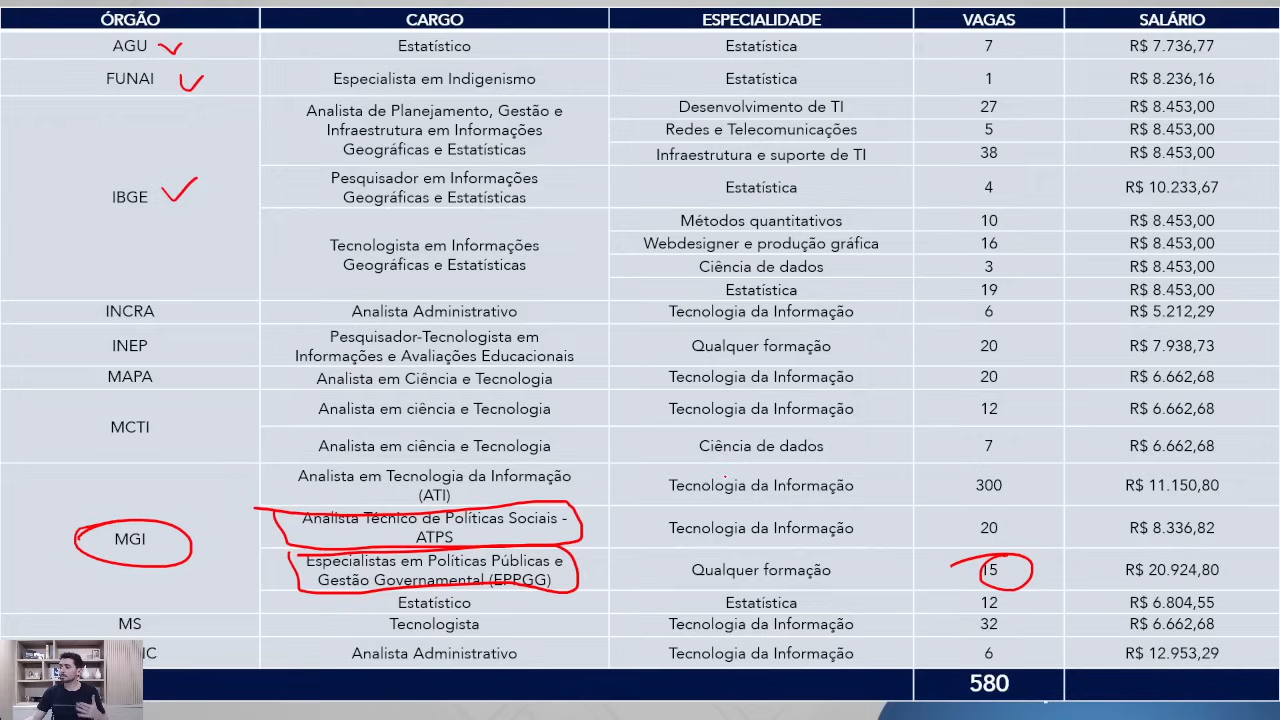 ÓRGÃO CARGO ESPECIALIDADE VAGAS SALÁRIO
AGU Estatístico Estatística 7 R$ 7.736,77
FUNAI Especialista em Indigenismo Estatística 1 R$ 8.236,16
IBGE
Analista de Planejamento, Gestão e
Infraestrutura em Informações
Geográficas e Estatísticas
Desenvolvimento de TI 27 R$ 8.453,00
Redes e Telecomunicações 5 R$ 8.453,00
Infraestrutura e suporte de TI 38 R$ 8.453,00
Pesquisador em Informações
Geográficas e Estatísticas
Estatística 4 R$ 10.233,67
Tecnologista em Informações
Geográficas e Estatísticas
Métodos quantitativos 10 R$ 8.453,00
Webdesigner e produção gráfica 16 R$ 8.453,00
Ciência de dados 3 R$ 8.453,00
Estatística 19 R$ 8.453,00
INCRA Analista Administrativo Tecnologia da Informação 6 R$ 5.212,29
INEP
Pesquisador-Tecnologista em
Informações e Avaliações Educacionais
Qualquer formação 20 R$ 7.938,73
MAPA Analista em Ciência e Tecnologia Tecnologia da Informação 20 R$ 6.662,68
MCTI
Analista em ciência e Tecnologia Tecnologia da Informação 12 R$ 6.662,68
Analista em ciência e Tecnologia Ciência de dados 7 R$ 6.662,68
MGI
Analista em Tecnologia da Informação
(ATI)
Tecnologia da Informação 300 R$ 11.150,80
Analista Técnico de Políticas Sociais -
ATPS
Tecnologia da Informação 20 R$ 8.336,82
Especialistas em Políticas Públicas e
Gestão Governamental (EPPGG)
Qualquer formação 15 R$ 20.924,80
Estatístico Estatística 12 R$ 6.804,55
MS Tecnologista Tecnologia da Informação 32 R$ 6.662,68
Analista Administrativo Tecnologia da Informação 6 R$ 12.953,29
580